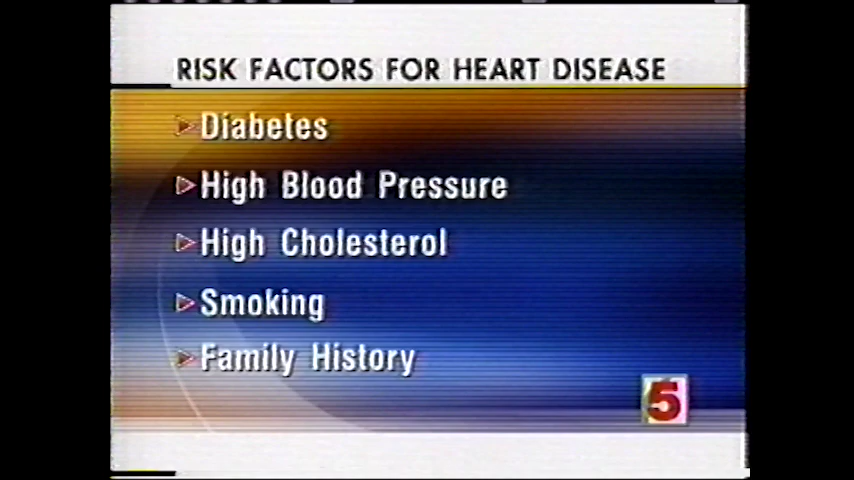 RISK FACTORS FOR HEART DISEASE
Diabetes
High Blood Pressure
High Cholesterol
Smoking
Family History
5